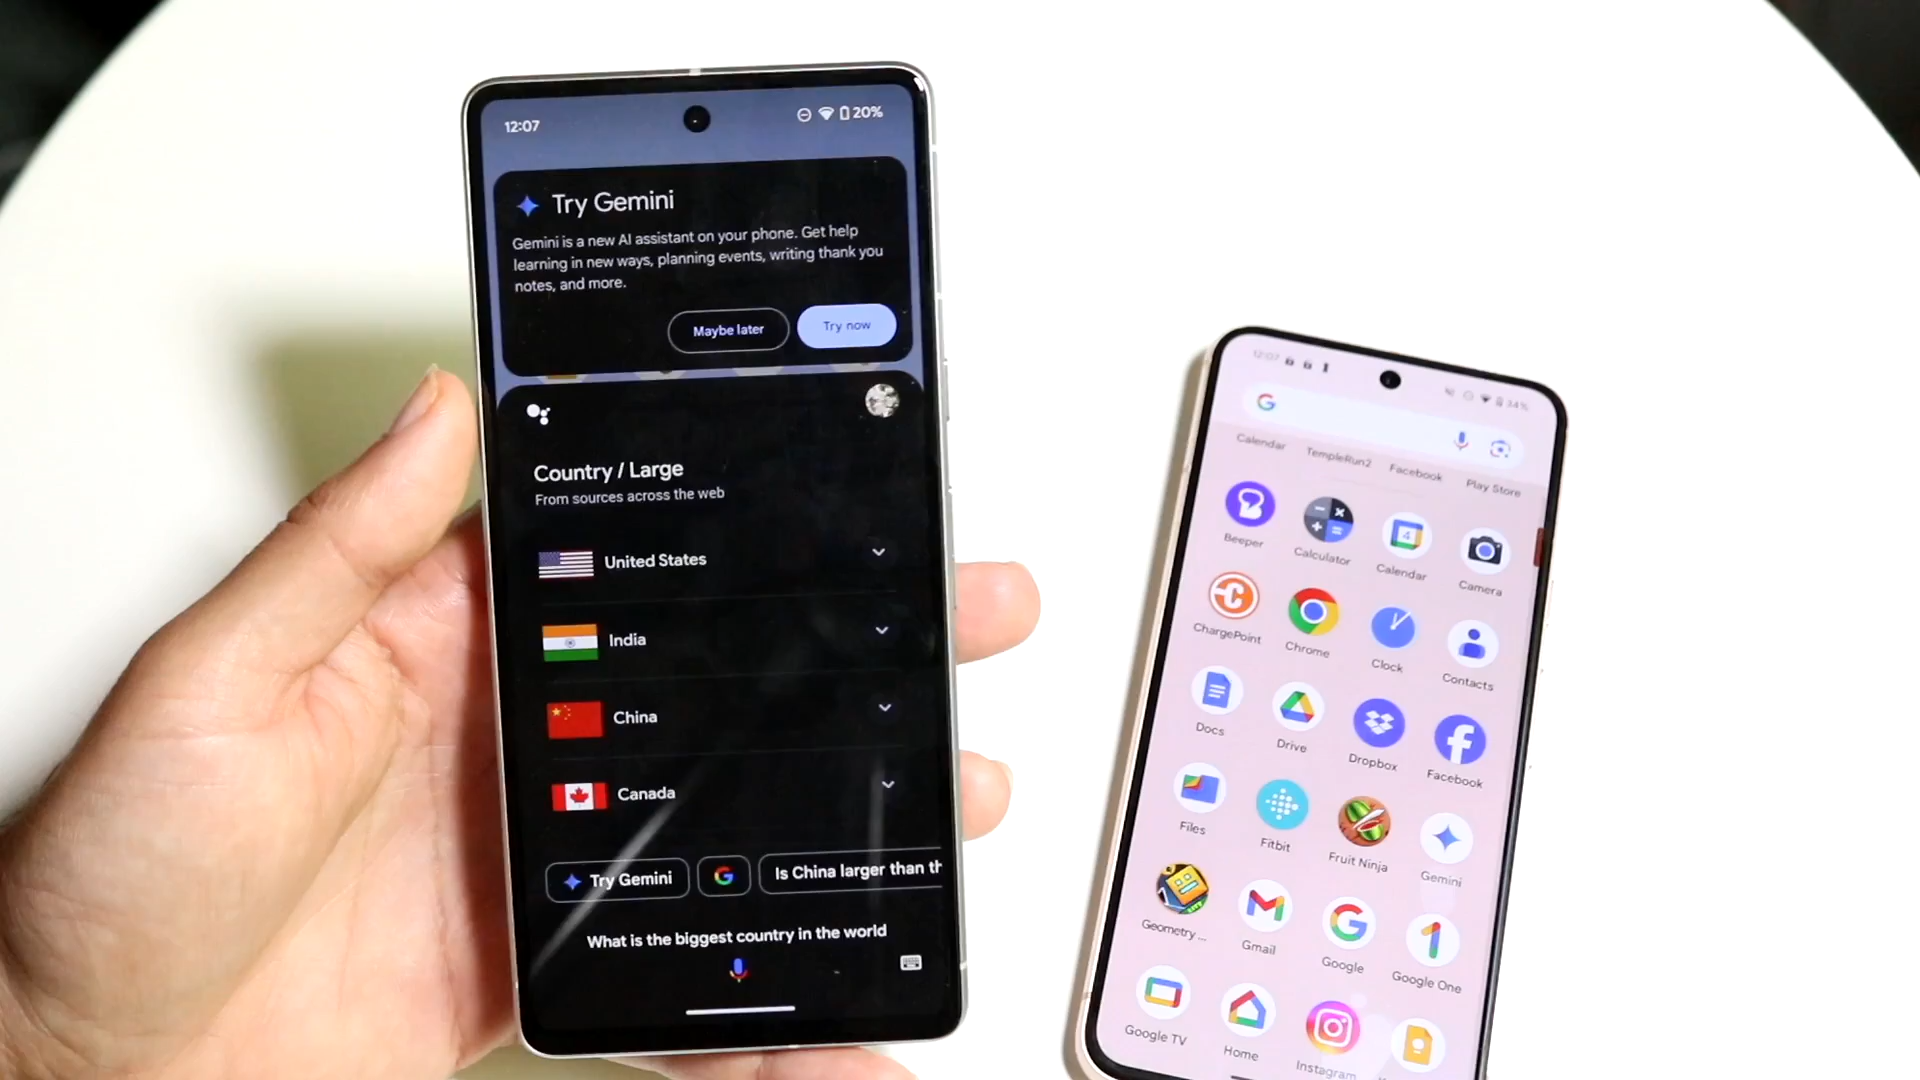 12:07
20%
Try Gemini
Gemini is a new AI assistant on your phone. Get help
learning in new ways, planning events, writing thank you
notes, and more.
Maybe later
Try now
Country / Large
From sources across the web
United States
India
China
Canada
Try Gemini
G
Is China larger than th
What is the biggest country in the world
12:07
34%
G
Calendar
TempleRun2
Facebook
Play Store
Beeper
Calculator
4
Calendar
Camera
ChargePoint
Chrome
Clock
Contacts
Docs
Drive
Dropbox
Facebook
Files
Fitbit
Fruit Ninja
Gemini
Geometry ...
Gmail
Google
Google One
Google TV
Home
Instagram